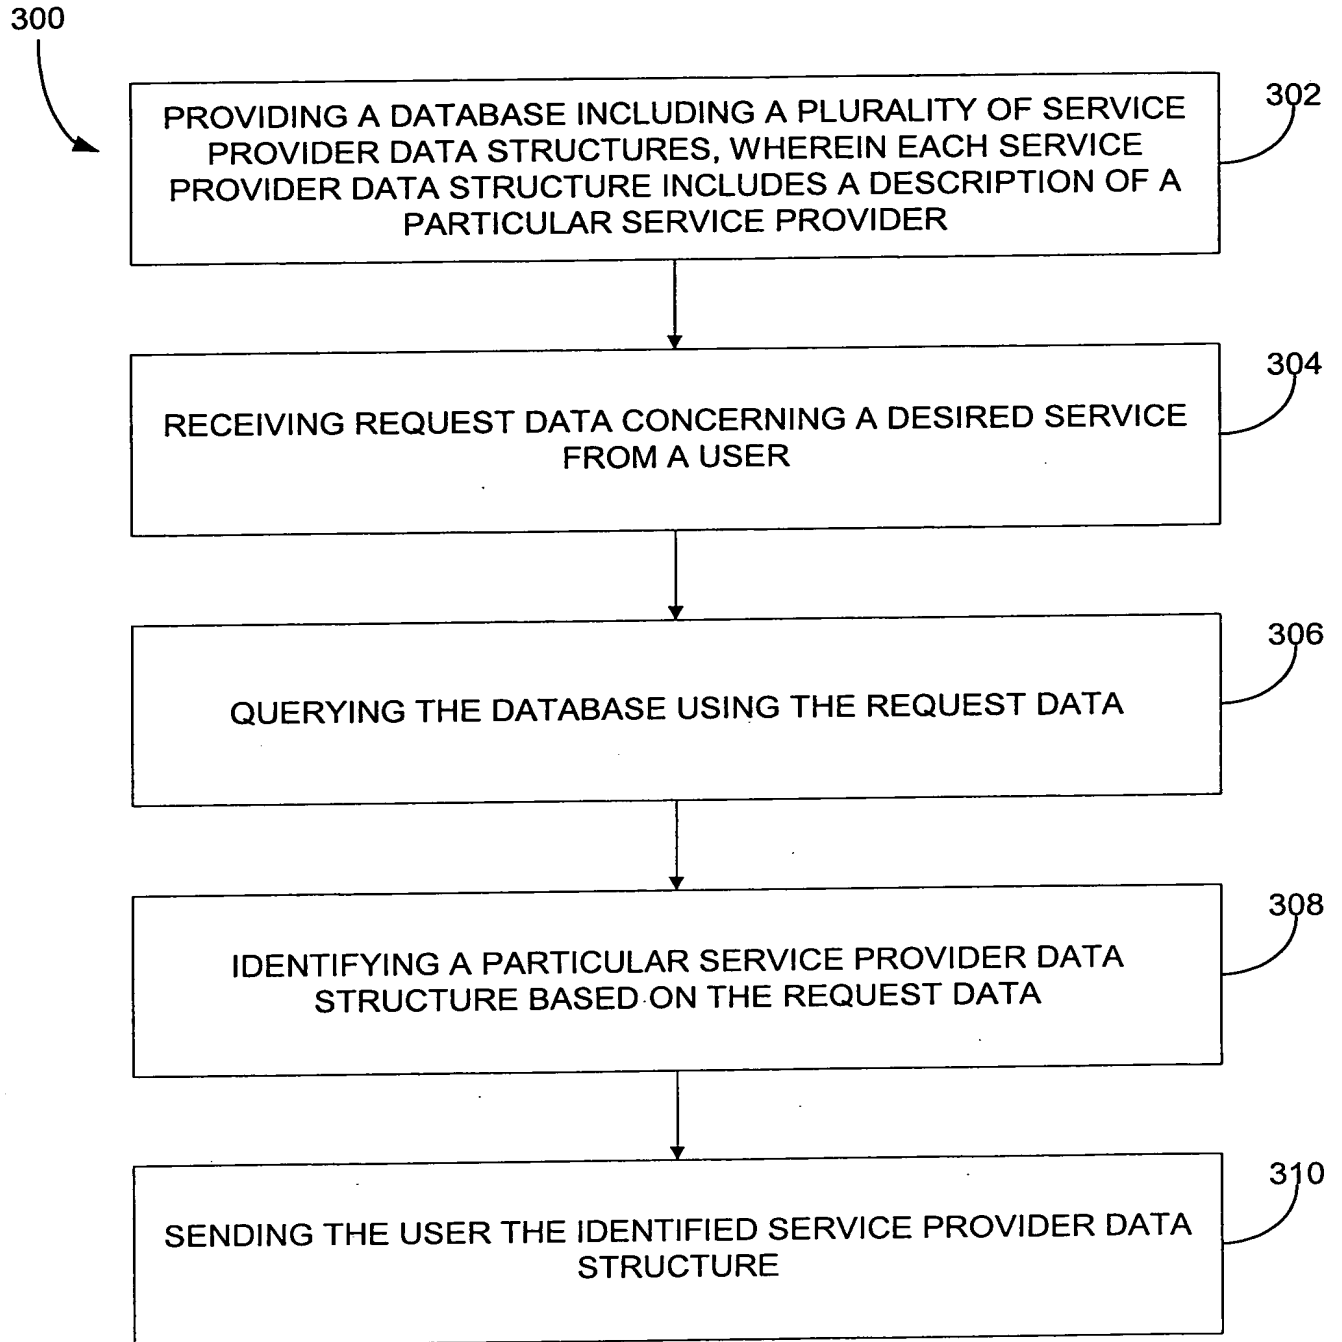 300
302
PROVIDING A DATABASE INCLUDING A PLURALITY OF SERVICE
PROVIDER DATA STRUCTURES, WHEREIN EACH SERVICE
PROVIDER DATA STRUCTURE INCLUDES A DESCRIPTION OF A
PARTICULAR SERVICE PROVIDER
304
RECEIVING REQUEST DATA CONCERNING A DESIRED SERVICE
FROM A USER
306
QUERYING THE DATABASE USING THE REQUEST DATA
308
IDENTIFYING A PARTICULAR SERVICE PROVIDER DATA
STRUCTURE BASED ON THE REQUEST DATA
310
SENDING THE USER THE IDENTIFIED SERVICE PROVIDER DATA
STRUCTURE